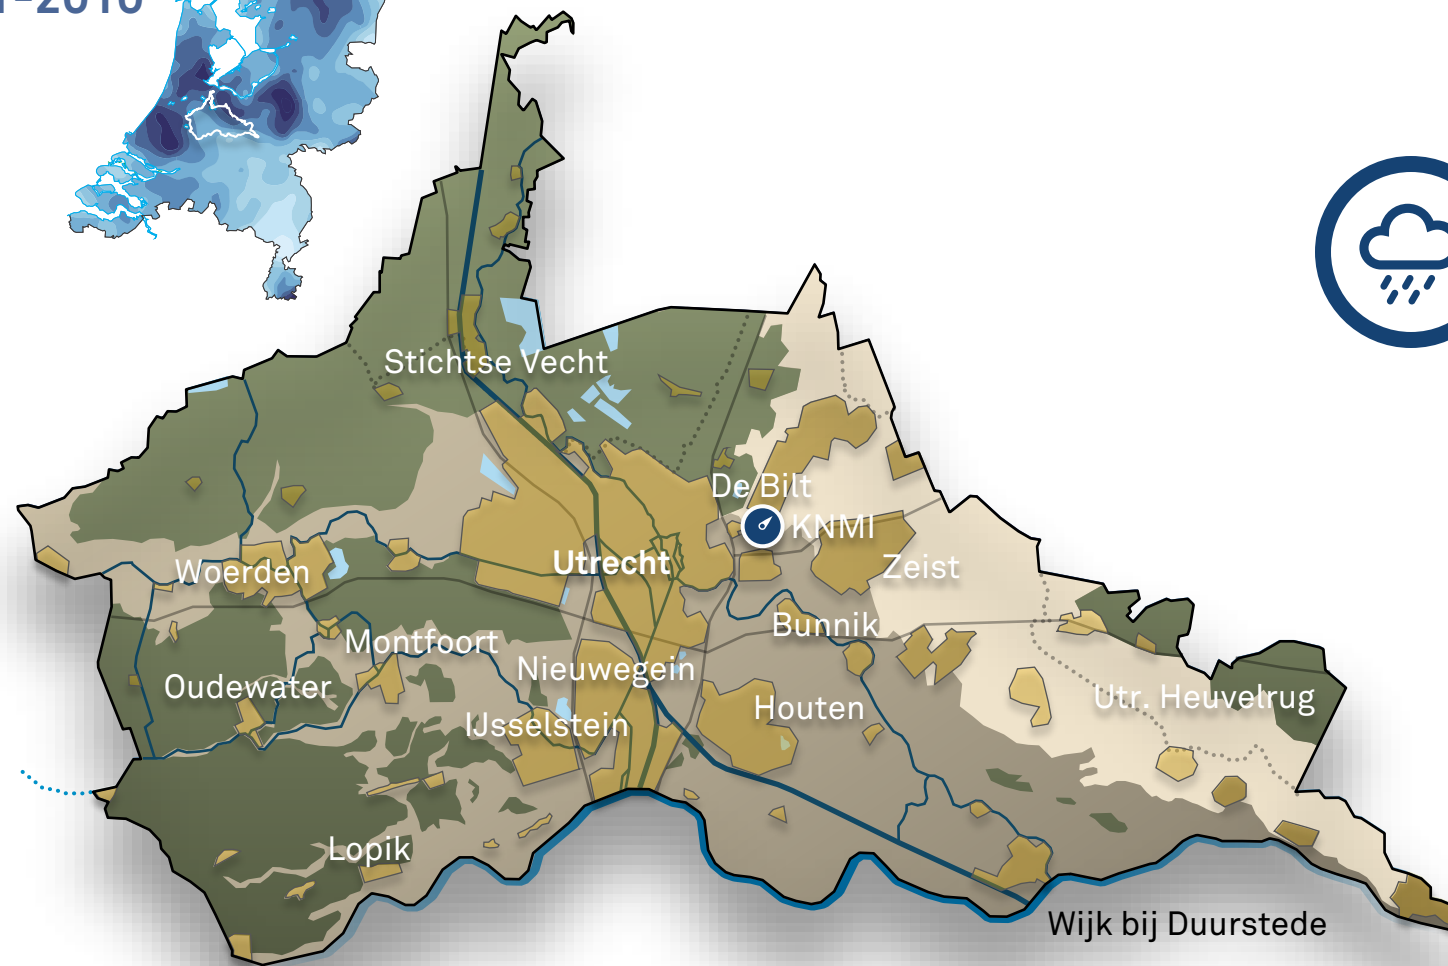 Stichtse Vecht
De Bilt
KNMI
Utrecht
Zeist
Woerden
Bunnik
Montfoort
Nieuwegein
Oudewater
Utr. Heuvelrug
Houten
IJsselstein
Lopik
Wijk bij Duurstede